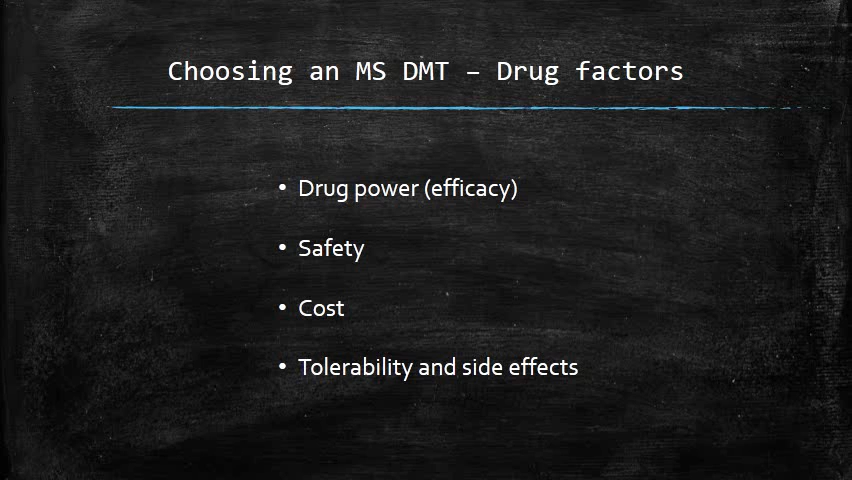 Choosing an MS DMT – Drug factors
• Drug power (efficacy)
• Safety
• Cost
• Tolerability and side effects